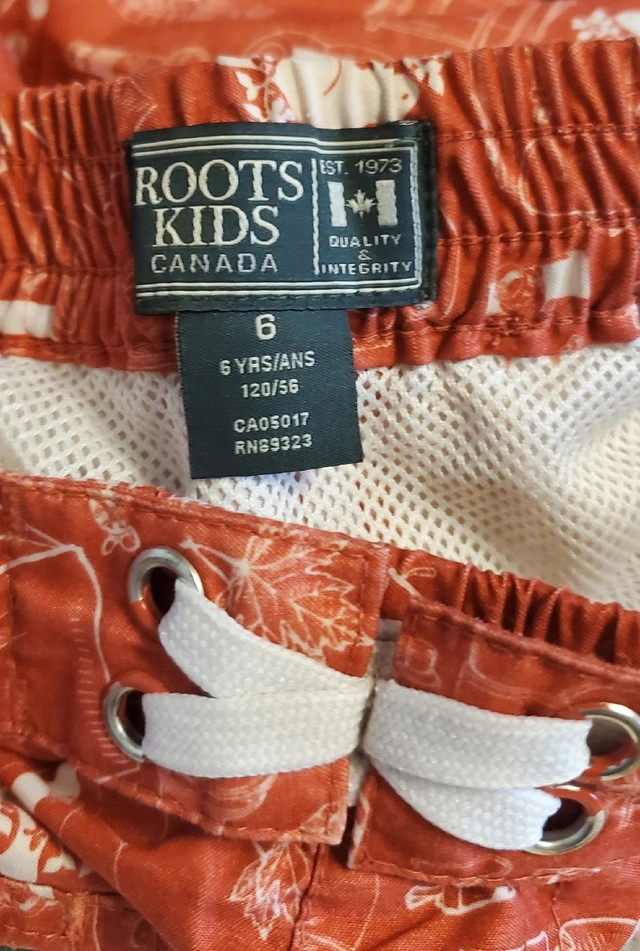 ROOTS
KIDS
CANADA
EST. 1973
QUALITY
&
INTEGRITY
6
6 YRS/ANS
120/56
CA05017
RN89323